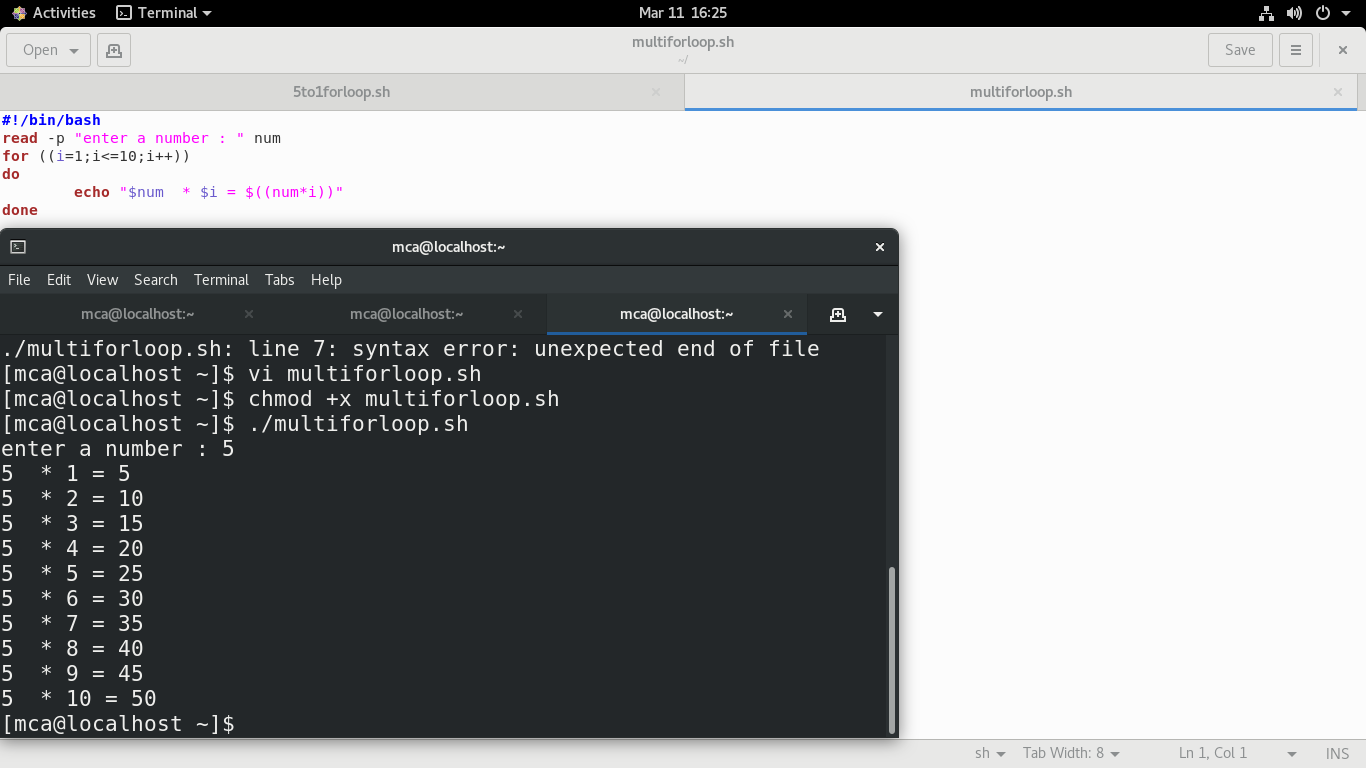 Activities Terminal Mar 11 16:25
Open multiforloop.sh Save
~/
5to1forloop.sh multiforloop.sh
#!/bin/bash
read -p "enter a number : " num
for ((i=1;i<=10;i++))
do
        echo "$num  * $i = $((num*i))"
done
mca@localhost:~
File Edit View Search Terminal Tabs Help
mca@localhost:~ mca@localhost:~ mca@localhost:~
./multiforloop.sh: line 7: syntax error: unexpected end of file
[mca@localhost ~]$ vi multiforloop.sh
[mca@localhost ~]$ chmod +x multiforloop.sh
[mca@localhost ~]$ ./multiforloop.sh
enter a number : 5
5  * 1 = 5
5  * 2 = 10
5  * 3 = 15
5  * 4 = 20
5  * 5 = 25
5  * 6 = 30
5  * 7 = 35
5  * 8 = 40
5  * 9 = 45
5  * 10 = 50
[mca@localhost ~]$
sh Tab Width: 8 Ln 1, Col 1 INS